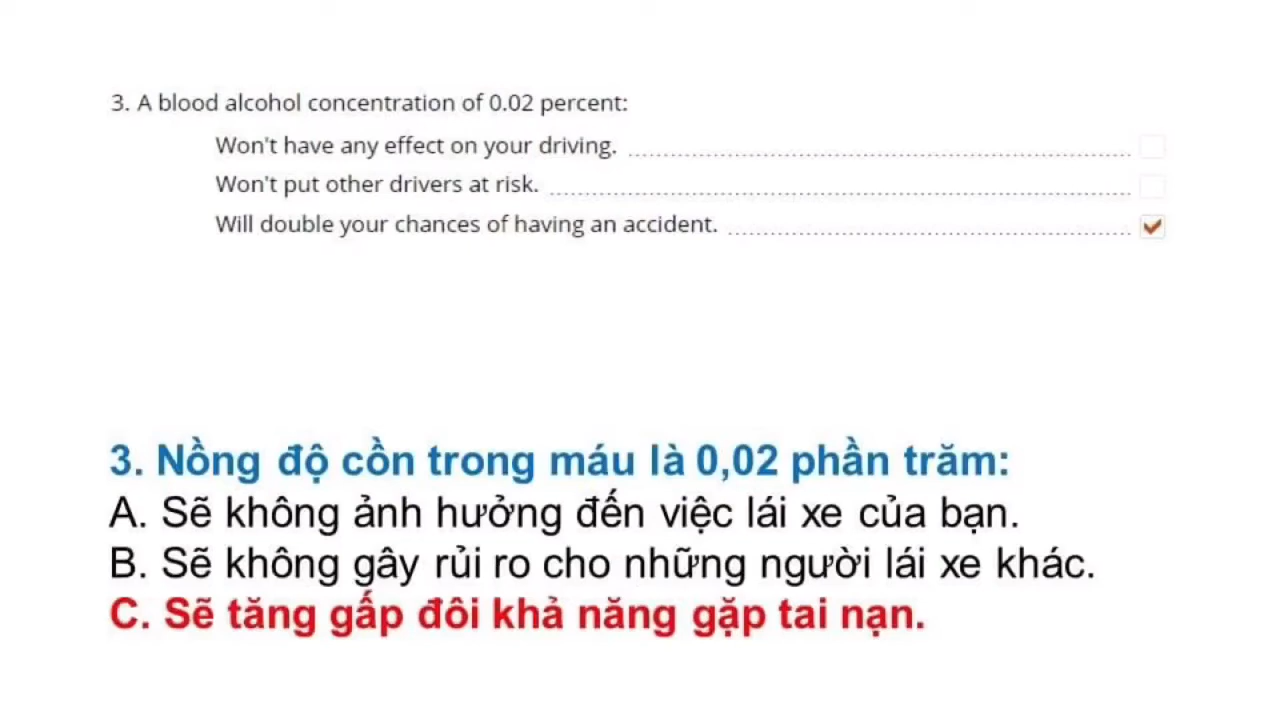 3. A blood alcohol concentration of 0.02 percent:
Won't have any effect on your driving.
Won't put other drivers at risk.
Will double your chances of having an accident.
3. Nồng độ cồn trong máu là 0,02 phần trăm:
A. Sẽ không ảnh hưởng đến việc lái xe của bạn.
B. Sẽ không gây rủi ro cho những người lái xe khác.
C. Sẽ tăng gấp đôi khả năng gặp tai nạn.